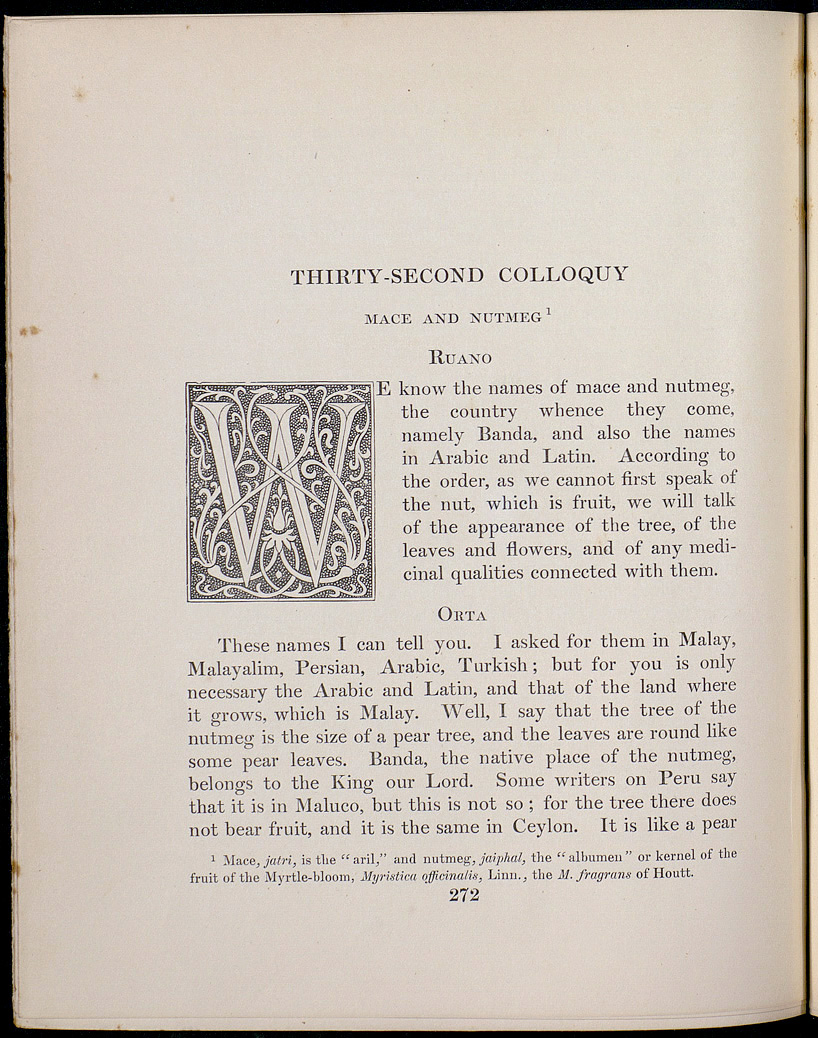 THIRTY-SECOND COLLOQUY
MACE AND NUTMEG 1
RUANO
WE know the names of mace and nutmeg,
the country whence they come,
namely Banda, and also the names
in Arabic and Latin. According to
the order, as we cannot first speak of
the nut, which is fruit, we will talk
of the appearance of the tree, of the
leaves and flowers, and of any medi-
cinal qualities connected with them.
ORTA
These names I can tell you. I asked for them in Malay,
Malayalim, Persian, Arabic, Turkish; but for you is only
necessary the Arabic and Latin, and that of the land where
it grows, which is Malay. Well, I say that the tree of the
nutmeg is the size of a pear tree, and the leaves are round like
some pear leaves. Banda, the native place of the nutmeg,
belongs to the King our Lord. Some writers on Peru say
that it is in Maluco, but this is not so; for the tree there does
not bear fruit, and it is the same in Ceylon. It is like a pear
1 Mace, jatri, is the "aril," and nutmeg, jaiphal, the "albumen" or kernel of the
fruit of the Myrtle-bloom, Myristica officinalis, Linn., the M. fragrans of Houtt.
272